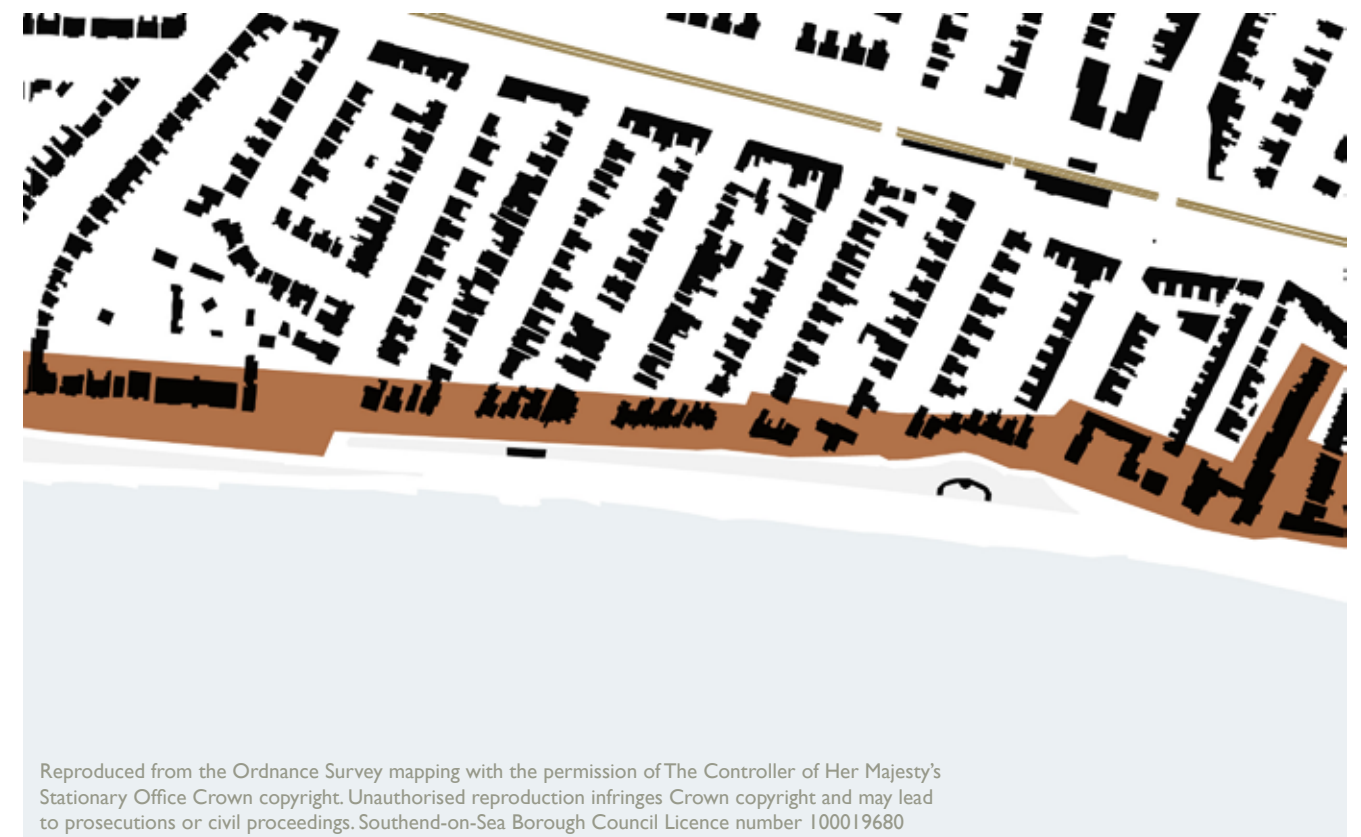 Reproduced from the Ordnance Survey mapping with the permission of The Controller of Her Majesty's
Stationary Office Crown copyright. Unauthorised reproduction infringes Crown copyright and may lead
to prosecutions or civil proceedings. Southend-on-Sea Borough Council Licence number 100019680